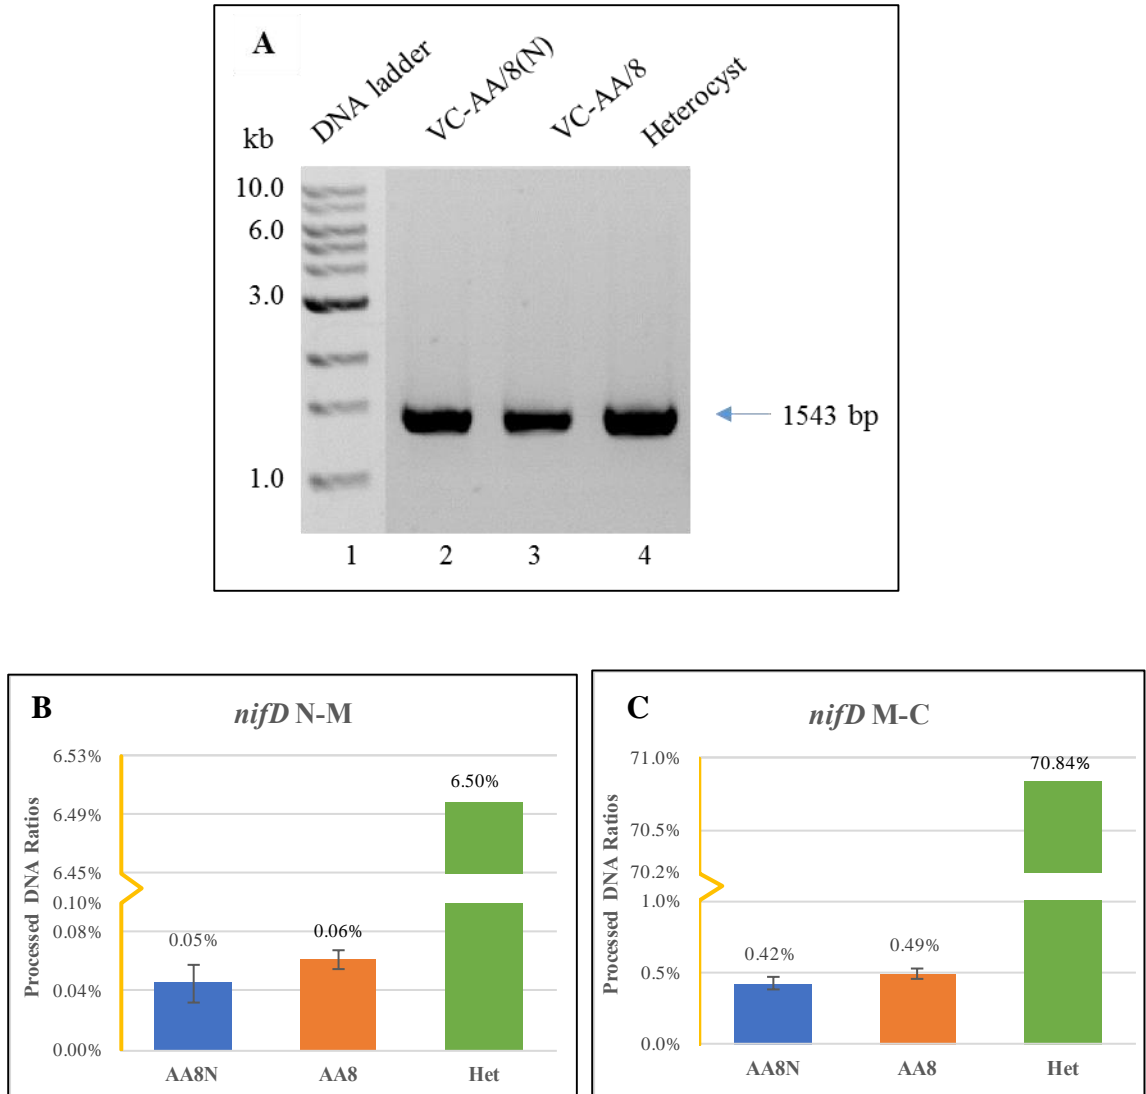 A
DNA ladder
VC-AA/8(N)
VC-AA/8
Heterocyst
kb
10.0
6.0
3.0
1.0
1543 bp
1 2 3 4
B
nifD N-M
Processed DNA Ratios
6.53%
6.49%
6.45%
0.10%
0.08%
0.04%
0.00%
0.05%
0.06%
6.50%
AA8N AA8 Het
C
nifD M-C
Processed DNA Ratios
71.0%
70.5%
70.2%
1.0%
0.5%
0.0%
0.42%
0.49%
70.84%
AA8N AA8 Het